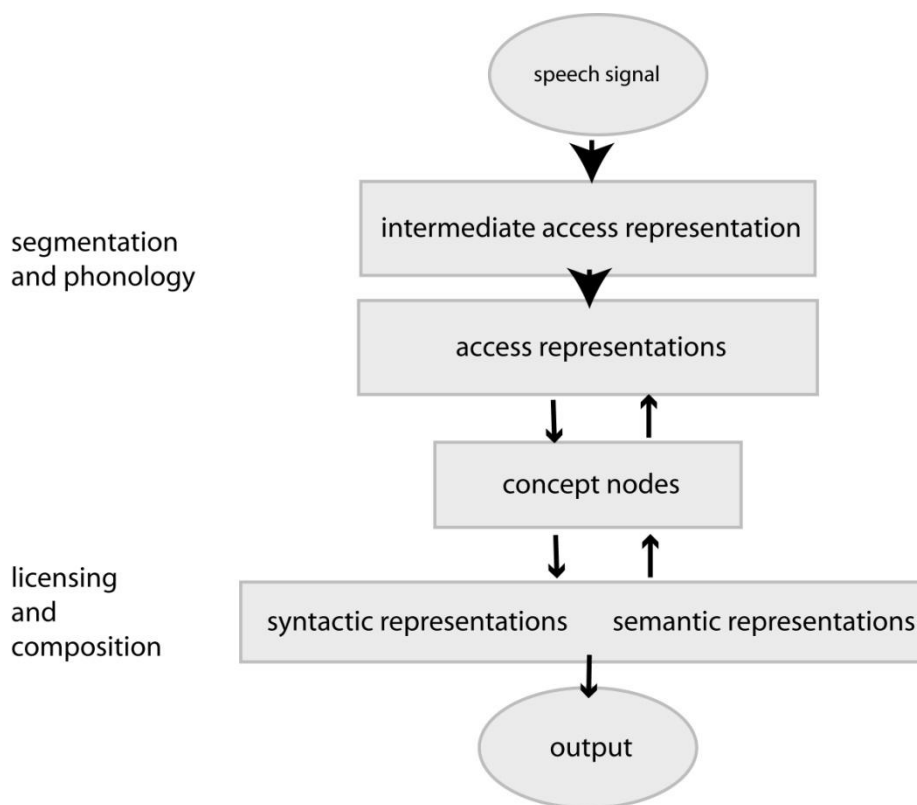 speech signal
intermediate access representation
segmentation
and phonology
access representations
concept nodes
licensing
and
composition
syntactic representations
semantic representations
output